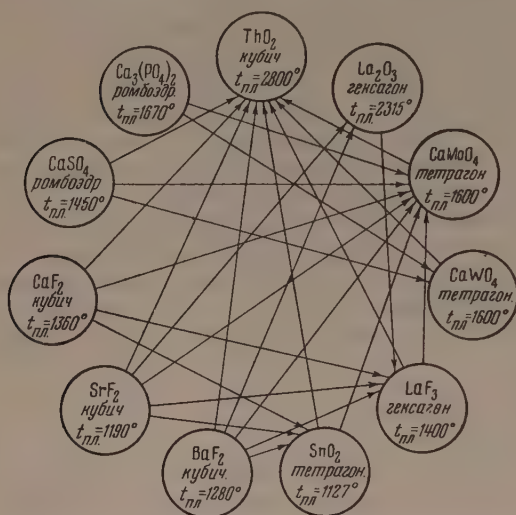 ThO₂
кубич
tпл=2800°
La₂O₃
гексагон
tпл=2315°
CaMoO₄
тетрагон
tпл=1600°
CaWO₄
тетрагон.
tпл=1600°
LaF₃
гексагон
tпл.=1400°
SnO₂
тетрагон.
tпл=1127°
BaF₂
кубич.
tпл=1280°
SrF₂
кубич
tпл.=1190°
CaF₂
кубич
tпл.=1360°
CaSO₄
ромбоэдр
tпл.=1450°
Ca₃(PO₄)₂
ромбоэдр.
tпл=1670°